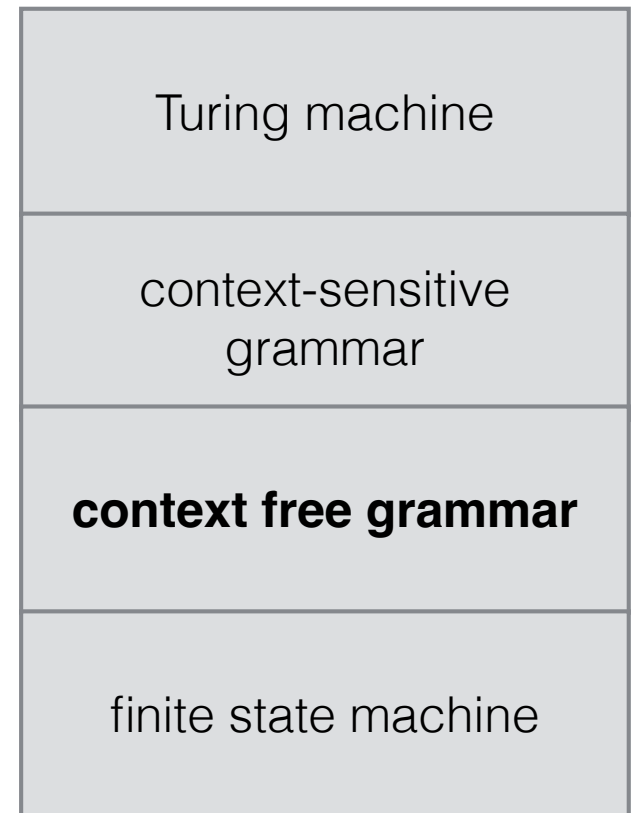 Turing machine
context-sensitive
grammar
context free grammar
finite state machine